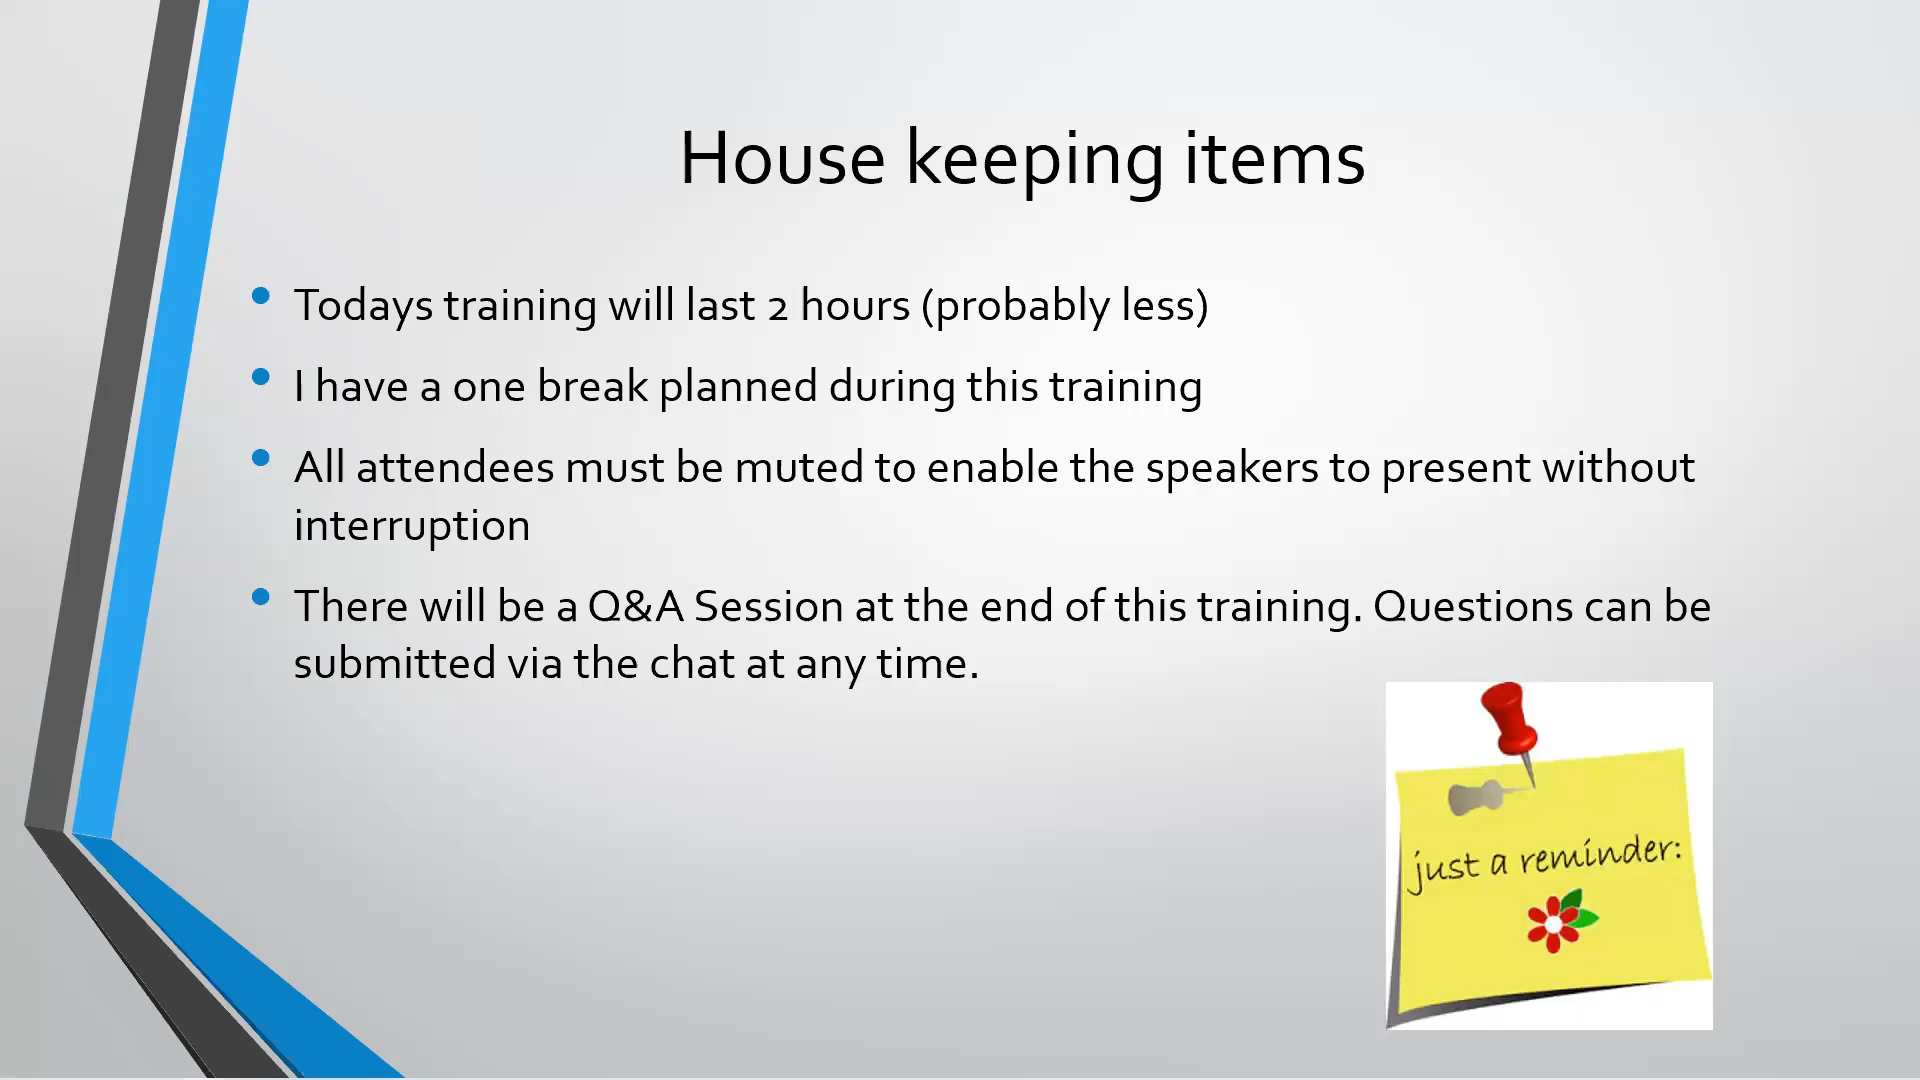 House keeping items
Todays training will last 2 hours (probably less)
I have a one break planned during this training
All attendees must be muted to enable the speakers to present without
interruption
There will be a Q&A Session at the end of this training. Questions can be
submitted via the chat at any time.
just a reminder: